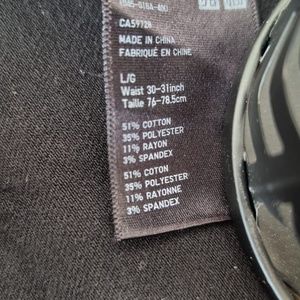 CA59728
MADE IN CHINA
FABRIQUÉ EN CHINE
L/G
Waist 30-31inch
Taille 76-78.5cm
51% COTTON
35% POLYESTER
11% RAYON
3% SPANDEX
51% COTON
35% POLYESTER
11% RAYONNE
3% SPANDEX